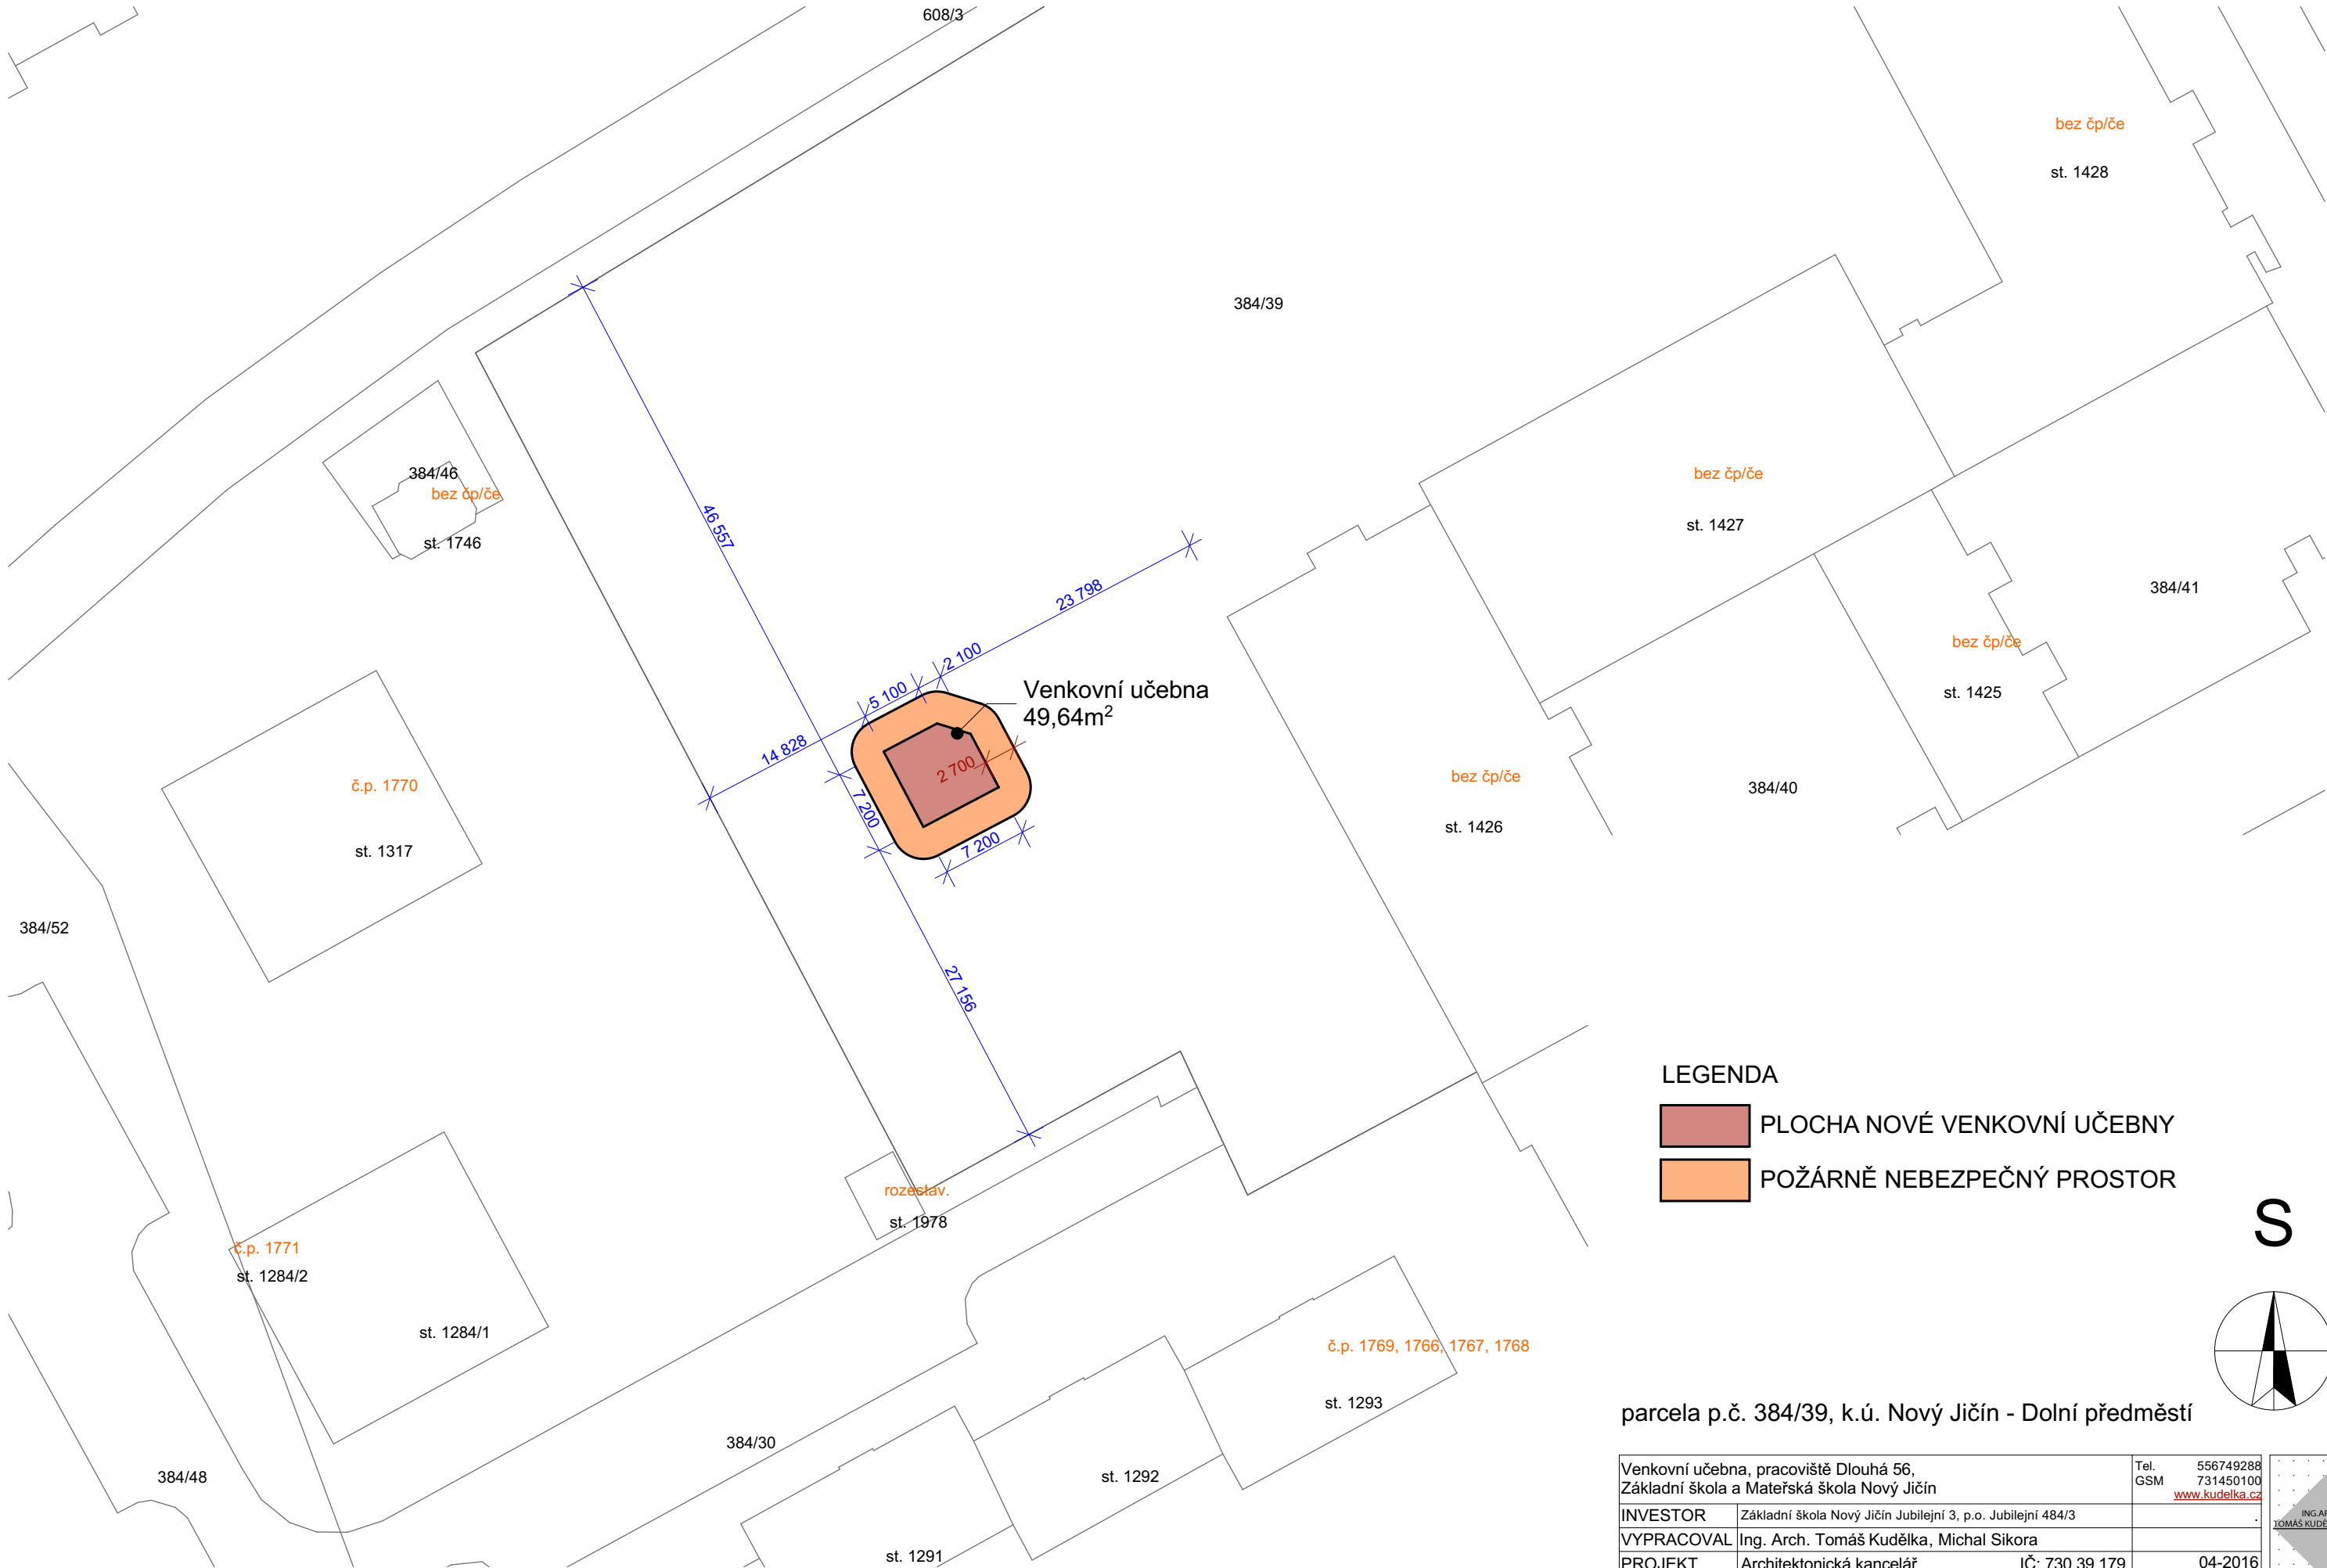 608/3
bez čp/če
st. 1428
384/39
384/46
bez čp/če
st. 1746
46 557
bez čp/če
st. 1427
23 798
384/41
2 100
5 100
Venkovní učebna
49,64m²
bez čp/če
st. 1425
14 828
2 700
č.p. 1770
bez čp/če
384/40
7 200
st. 1426
7 200
st. 1317
384/52
27 156
LEGENDA
PLOCHA NOVÉ VENKOVNÍ UČEBNY
POŽÁRNĚ NEBEZPEČNÝ PROSTOR
rozestav.
st. 1978
S
č.p. 1771
st. 1284/2
st. 1284/1
č.p. 1769, 1766, 1767, 1768
st. 1293
parcela p.č. 384/39, k.ú. Nový Jičín - Dolní předměstí
384/30
384/48
st. 1292
st. 1291
Venkovní učebna, pracoviště Dlouhá 56,
Základní škola a Mateřská škola Nový Jičín
Tel. 556749288
GSM 731450100
www.kudelka.cz
INVESTOR Základní škola Nový Jičín Jubilejní 3, p.o. Jubilejní 484/3 .
VYPRACOVAL Ing. Arch. Tomáš Kudělka, Michal Sikora
PROJEKT Architektonická kancelář IČ: 730 39 179 04-2016
ING.AR
TOMÁŠ KUDĚ